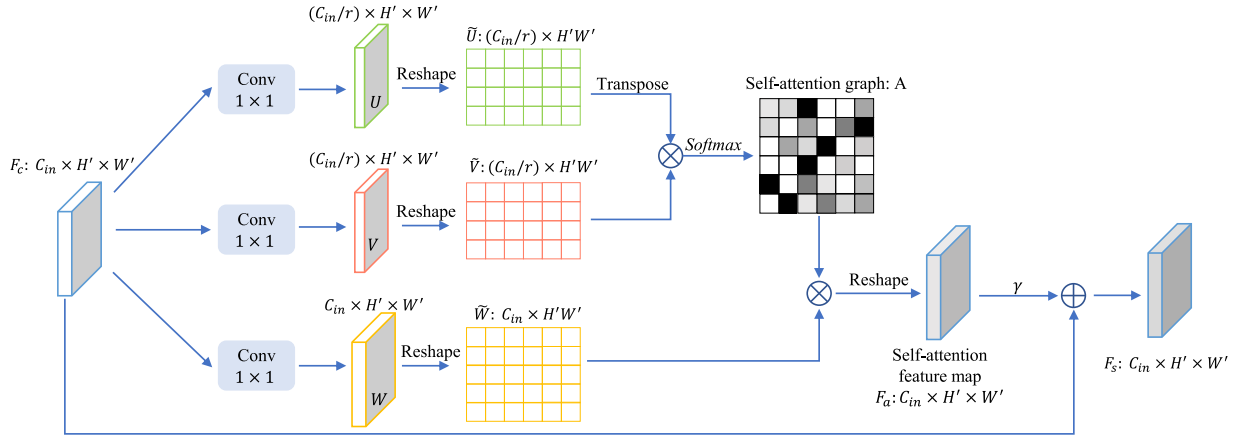 (C_in/r) × H′ × W′
Ũ: (C_in/r) × H′W′
Conv
1 × 1
U
Reshape
Transpose
Self-attention graph: A
F_c: C_in × H′ × W′
(C_in/r) × H′ × W′
Ṽ: (C_in/r) × H′W′
Softmax
Conv
1 × 1
V
Reshape
C_in × H′ × W′
W̃: C_in × H′W′
Reshape
γ
Conv
1 × 1
W
Reshape
Self-attention
feature map
F_a: C_in × H′ × W′
F_s: C_in × H′ × W′